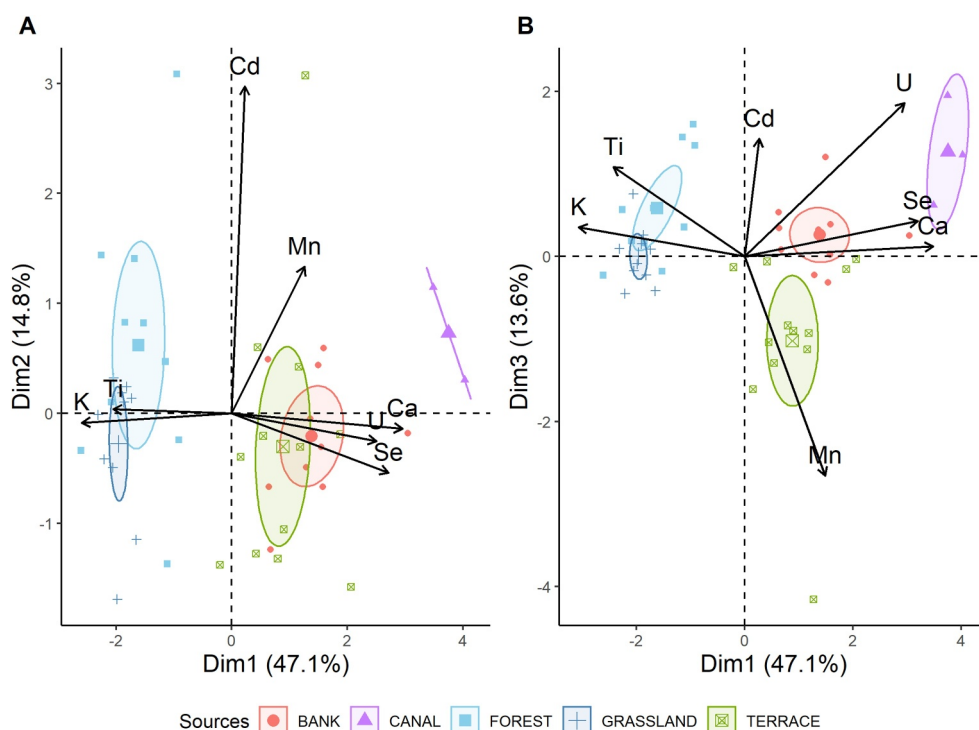 A
3
2
1
0
-1
-2
0
2
4
Dim2 (14.8%)
Dim1 (47.1%)
Cd
Mn
Ti
K
U
Ca
Se
B
2
0
-2
-4
-2
0
2
4
Dim3 (13.6%)
Dim1 (47.1%)
U
Cd
Ti
K
Se
Ca
Mn
Sources BANK CANAL FOREST GRASSLAND TERRACE